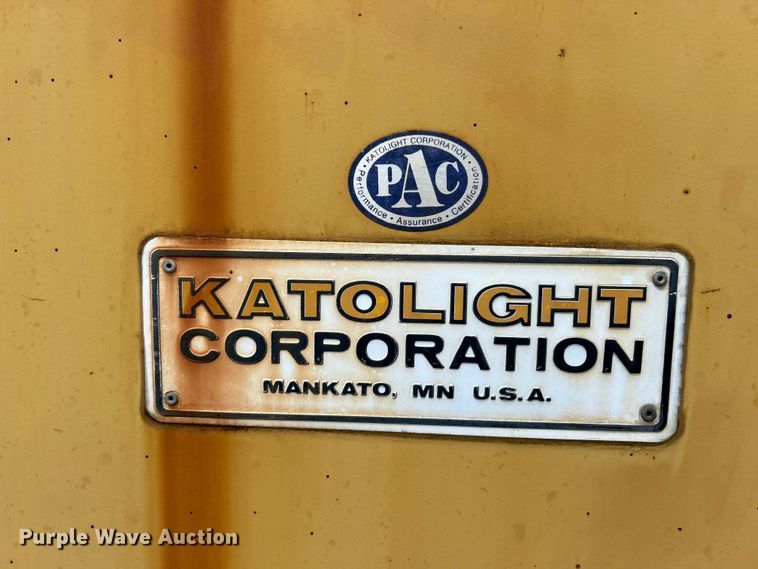 • KATOLIGHT CORPORATION •
PAC
Performance • Assurance • Certification
KATOLIGHT
CORPORATION
MANKATO, MN U.S.A.
Purple Wave Auction